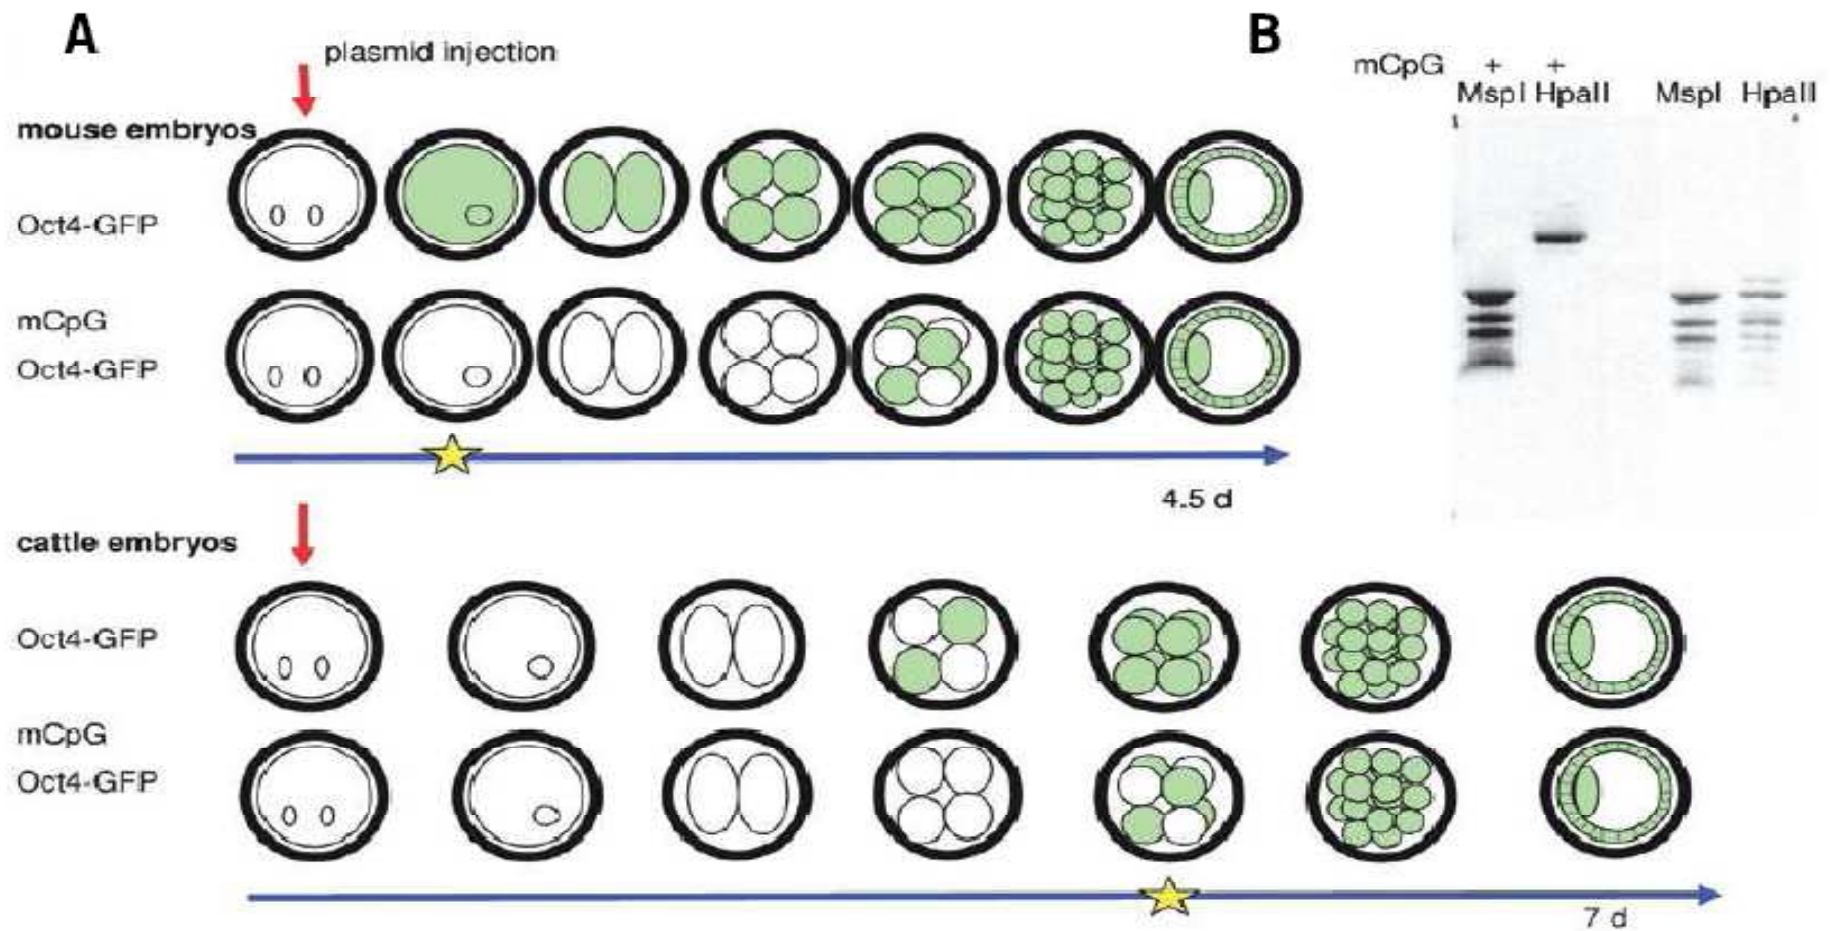 A
plasmid injection
mouse embryos
Oct4-GFP
mCpG
Oct4-GFP
4.5 d
cattle embryos
Oct4-GFP
mCpG
Oct4-GFP
7 d
B
mCpG + +
MspI HpaII MspI HpaII